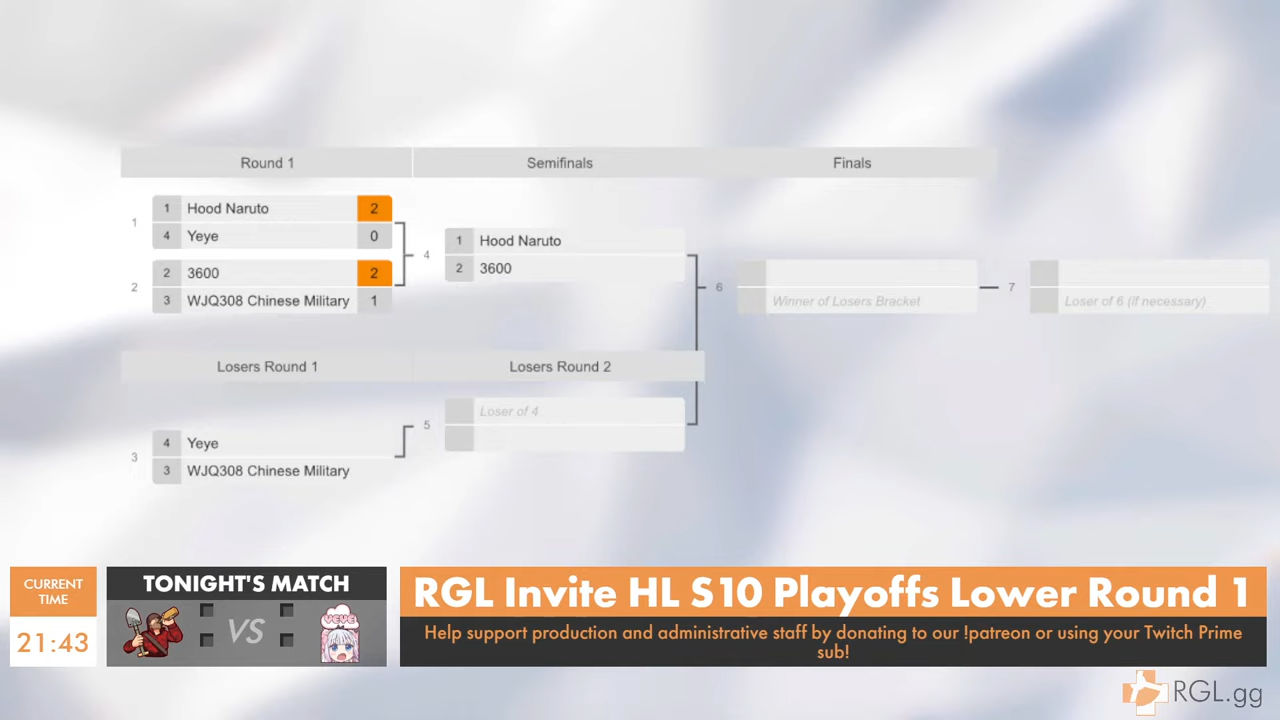 Round 1
Semifinals
Finals
1
1 Hood Naruto 2
4 Yeye 0
2
2 3600 2
3 WJQ308 Chinese Military 1
4
1 Hood Naruto
2 3600
6
Winner of Losers Bracket
7
Loser of 6 (if necessary)
Losers Round 1
Losers Round 2
3
4 Yeye
3 WJQ308 Chinese Military
5
Loser of 4
CURRENT
TIME
21:43
TONIGHT'S MATCH
VS
YEYE
RGL Invite HL S10 Playoffs Lower Round 1
Help support production and administrative staff by donating to our !patreon or using your Twitch Prime
sub!
RGL.gg